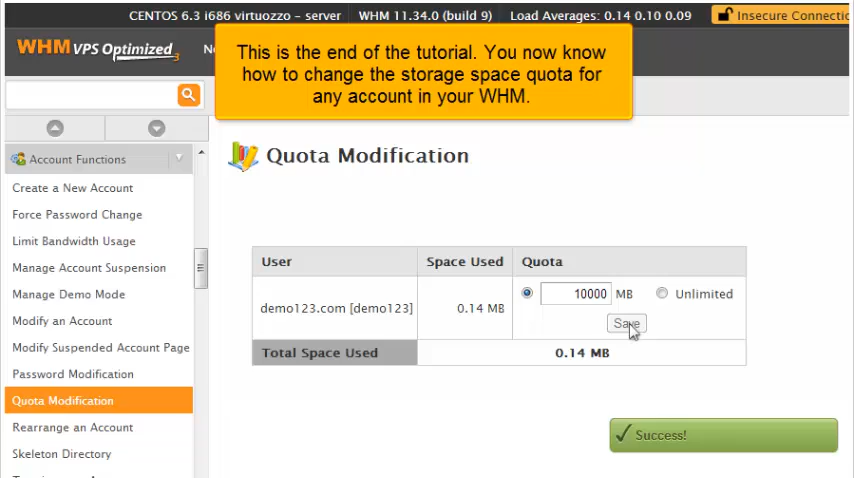 CENTOS 6.3 i686 virtuozzo – server WHM 11.34.0 (build 9) Load Averages: 0.14 0.10 0.09 Insecure
WHM VPS Optimized 3
This is the end of the tutorial. You now know
how to change the storage space quota for
any account in your WHM.
Account Functions
Create a New Account
Force Password Change
Limit Bandwidth Usage
Manage Account Suspension
Manage Demo Mode
Modify an Account
Modify Suspended Account Page
Password Modification
Quota Modification
Rearrange an Account
Skeleton Directory
Quota Modification
User Space Used Quota
demo123.com [demo123] 0.14 MB 10000 MB Unlimited
Save
Total Space Used 0.14 MB
Success!